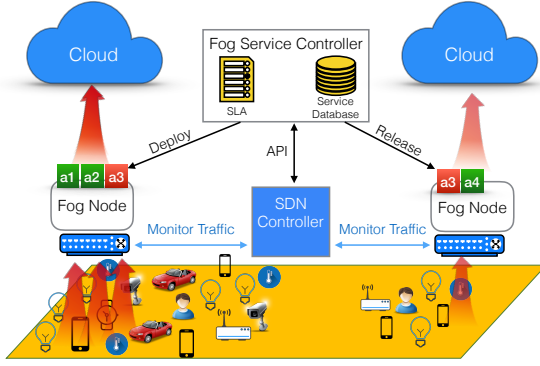 Cloud
Fog Service Controller
Cloud
SLA
Service
Database
Deploy
API
Release
a1 a2 a3
a3 a4
Fog Node
SDN
Controller
Fog Node
Monitor Traffic
Monitor Traffic